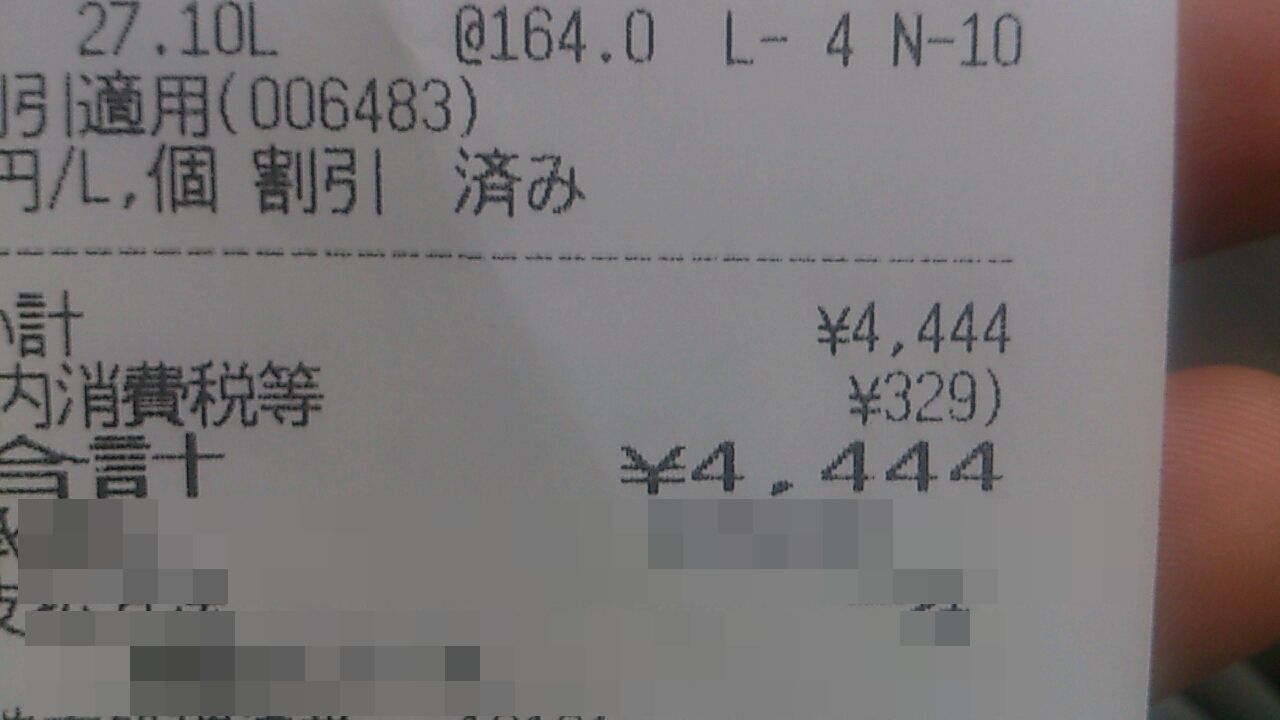 27.10L @164.0 L- 4 N-10
引適用(006483)
円/L,個 割引 済み
計 ¥4,444
内消費税等 ¥329)
合計 ¥4,444